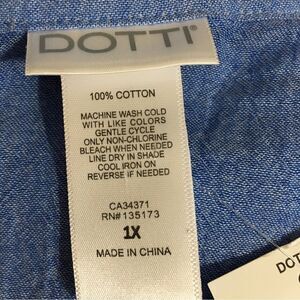 DOTTI®
100% COTTON
MACHINE WASH COLD
WITH LIKE COLORS
GENTLE CYCLE
ONLY NON-CHLORINE
BLEACH WHEN NEEDED
LINE DRY IN SHADE
COOL IRON ON
REVERSE IF NEEDED
CA34371
RN#135173
1X
MADE IN CHINA
DOT